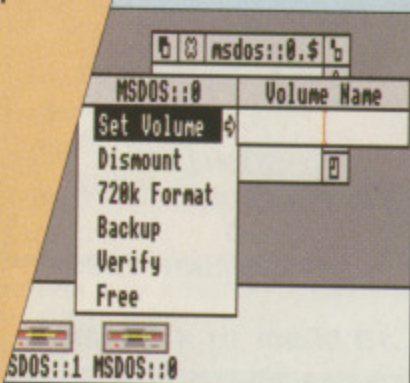 msdos::0.$
MSDOS::0 Volume Name
Set Volume
Dismount
720k Format
Backup
Verify
Free
SDOS::1 MSDOS::0